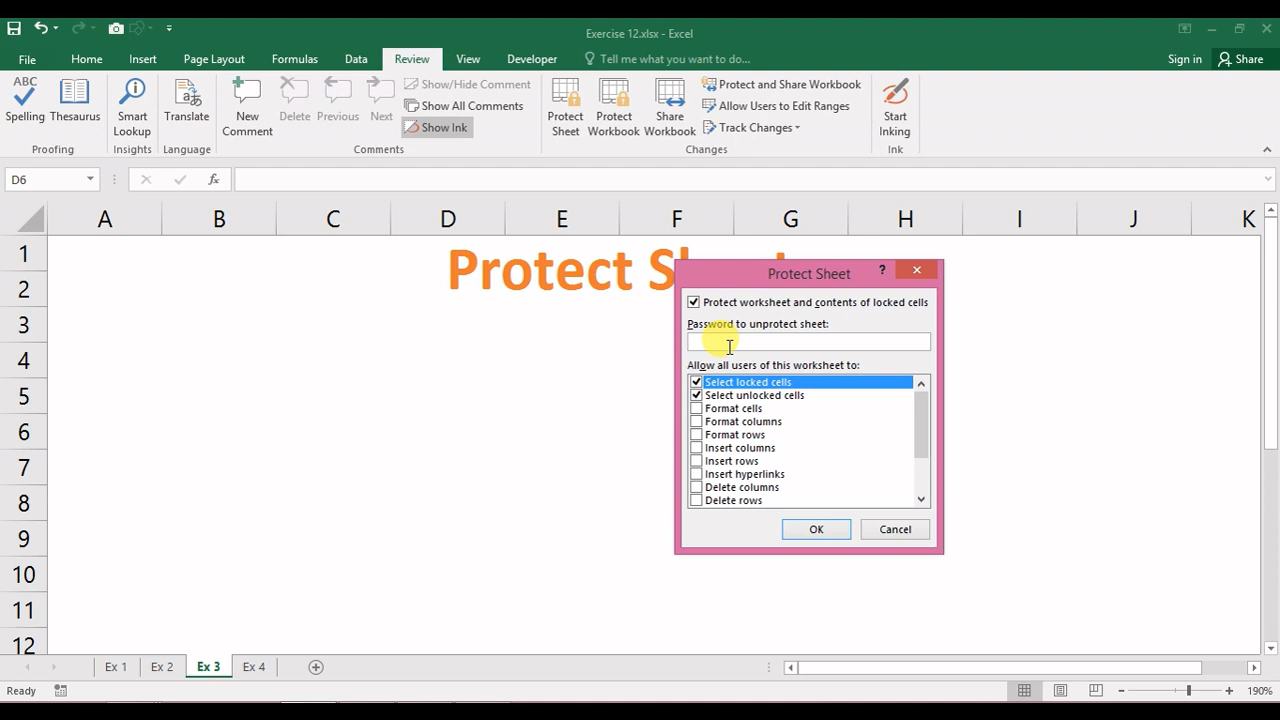 Exercise 12.xlsx - Excel
File Home Insert Page Layout Formulas Data Review View Developer Tell me what you want to do... Sign in Share
ABC
Spelling Thesaurus Smart Lookup Translate New Comment Delete Previous Next
Show/Hide Comment
Show All Comments
Show Ink
Protect Sheet Protect Workbook Share Workbook
Protect and Share Workbook
Allow Users to Edit Ranges
Track Changes
Start Inking
Proofing Insights Language Comments Changes Ink
D6 fx
A B C D E F G H I J K
1
2
3
4
5
6
7
8
9
10
11
12
Protect S
Protect Sheet ?
Protect worksheet and contents of locked cells
Password to unprotect sheet:
Allow all users of this worksheet to:
Select locked cells
Select unlocked cells
Format cells
Format columns
Format rows
Insert columns
Insert rows
Insert hyperlinks
Delete columns
Delete rows
OK Cancel
Ex 1 Ex 2 Ex 3 Ex 4
Ready 190%